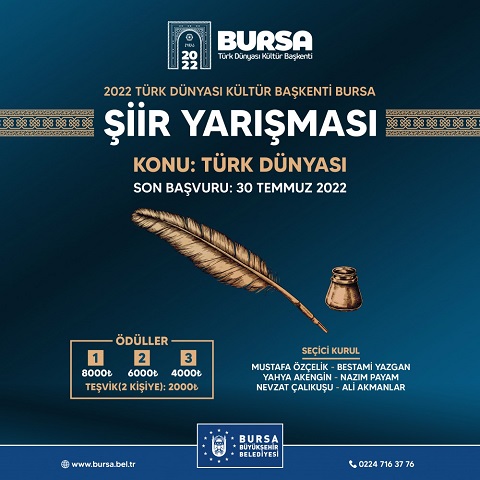 2022
BURSA
Türk Dünyası Kültür Başkenti
2022 TÜRK DÜNYASI KÜLTÜR BAŞKENTİ BURSA
ŞİİR YARIŞMASI
KONU: TÜRK DÜNYASI
SON BAŞVURU: 30 TEMMUZ 2022
ÖDÜLLER
1 2 3
8000₺ 6000₺ 4000₺
TEŞVİK(2 KİŞİYE): 2000₺
SEÇİCİ KURUL
MUSTAFA ÖZÇELİK - BESTAMİ YAZGAN
YAHYA AKENGİN - NAZIM PAYAM
NEVZAT ÇALIKUŞU - ALİ AKMANLAR
www.bursa.bel.tr
BURSA
BÜYÜKŞEHİR
BELEDİYESİ
0224 716 37 76